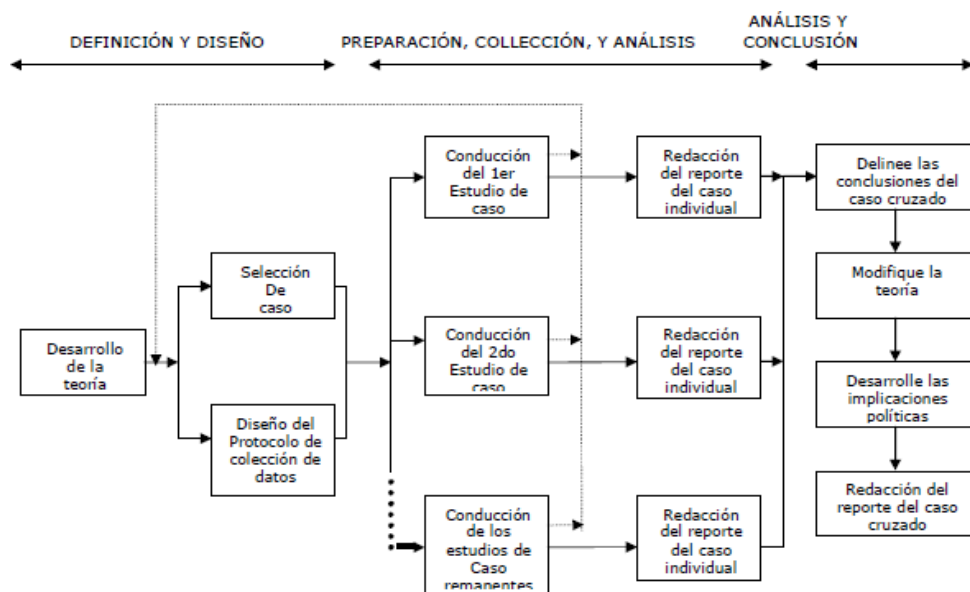 DEFINICIÓN Y DISEÑO
PREPARACIÓN, COLLECCIÓN, Y ANÁLISIS
ANÁLISIS Y
CONCLUSIÓN
Desarrollo
de la
teoría
Selección
De
caso
Diseño del
Protocolo de
colección de
datos
Conducción
del 1er
Estudio de
caso
Conducción
del 2do
Estudio de
caso
Conducción
de los
estudios de
Caso
remanentes
Redacción
del reporte
del caso
individual
Redacción
del reporte
del caso
individual
Redacción
del reporte
del caso
individual
Delinee las
conclusiones del
caso cruzado
Modifique la
teoría
Desarrolle las
implicaciones
políticas
Redacción del
reporte del caso
cruzado